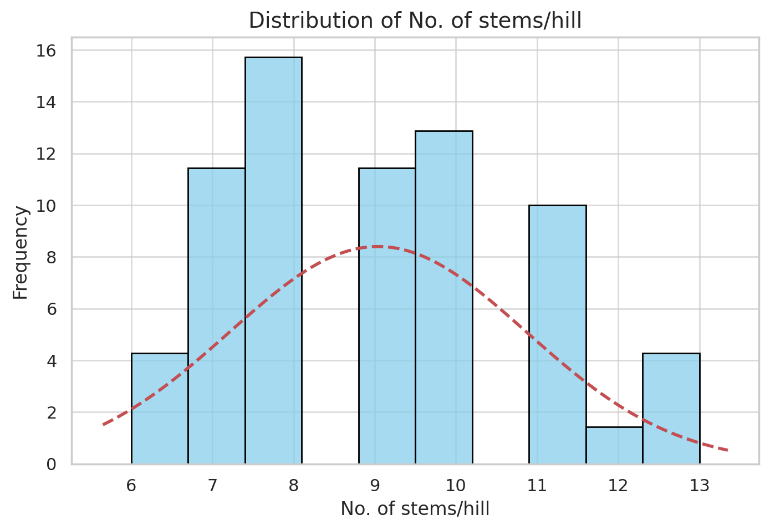 Distribution of No. of stems/hill
Frequency
16
14
12
10
8
6
4
2
0
6 7 8 9 10 11 12 13
No. of stems/hill